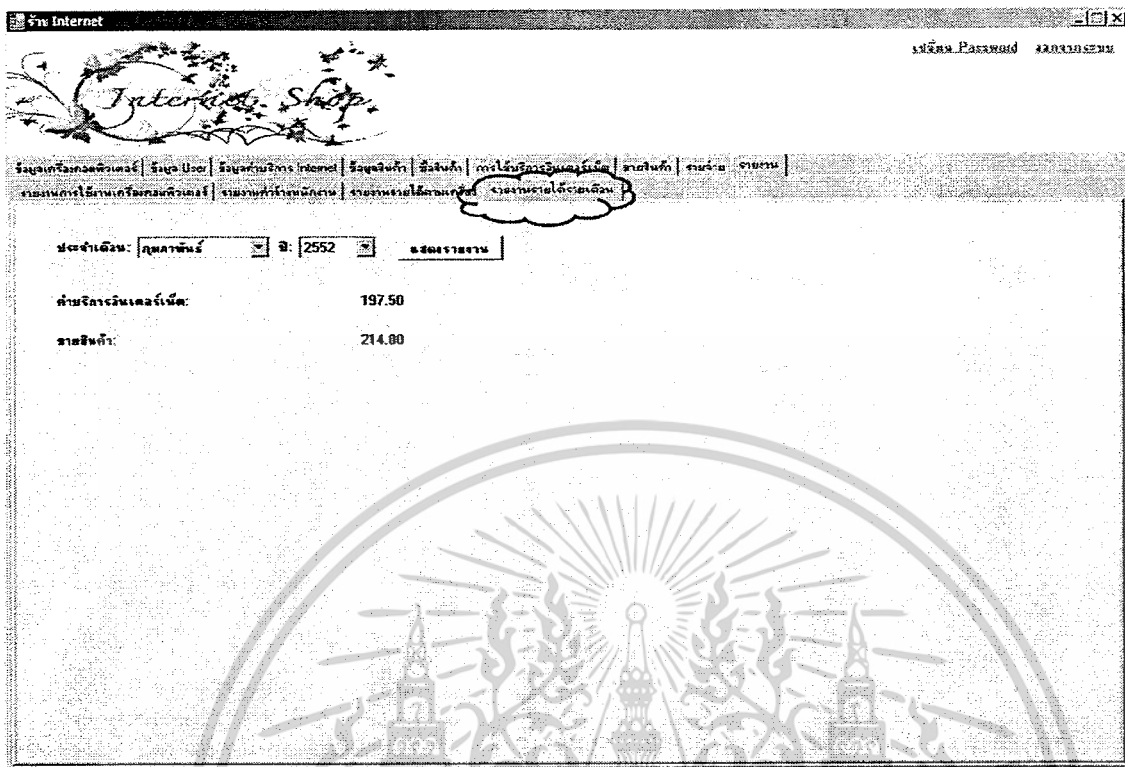 ร้าน Internet
เปลี่ยน Password ออกจากระบบ
Internet Shop
ข้อมูลเครื่องคอมพิวเตอร์ ข้อมูล User ข้อมูลค่าบริการ Internet ข้อมูลสินค้า ซื้อสินค้า การใช้บริการอินเตอร์เน็ต ขายสินค้า รายจ่าย รายงาน
รายงานการใช้งานเครื่องคอมพิวเตอร์ รายงานค่าจ้างพนักงาน รายงานรายได้ตาม รายงานรายได้รายเดือน
ประจำเดือน: กุมภาพันธ์ ปี: 2552 แสดงรายงาน
ค่าบริการอินเตอร์เน็ต: 197.50
ขายสินค้า: 214.00